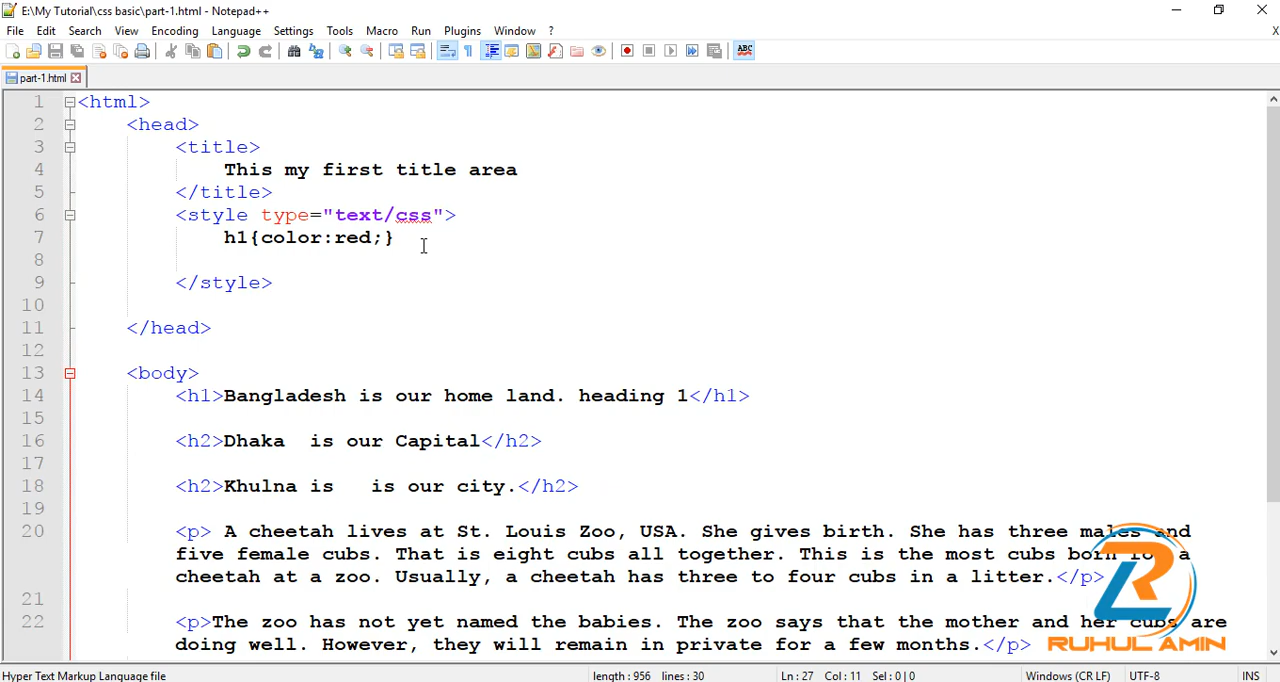 E:\My Tutorial\css basic\part-1.html - Notepad++
File Edit Search View Encoding Language Settings Tools Macro Run Plugins Window ? X
ABC
part-1.html
1 <html>
2 <head>
3 <title>
4 This my first title area
5 </title>
6 <style type="text/css">
7 h1{color:red;}
8
9 </style>
10
11 </head>
12
13 <body>
14 <h1>Bangladesh is our home land. heading 1</h1>
15
16 <h2>Dhaka  is our Capital</h2>
17
18 <h2>Khulna is   is our city.</h2>
19
20 <p> A cheetah lives at St. Louis Zoo, USA. She gives birth. She has three males and
five female cubs. That is eight cubs all together. This is the most cubs born for a
cheetah at a zoo. Usually, a cheetah has three to four cubs in a litter.</p>
21
22 <p>The zoo has not yet named the babies. The zoo says that the mother and her cubs are
doing well. However, they will remain in private for a few months.</p>
RUHUL AMIN
Hyper Text Markup Language file length : 956 lines : 30 Ln : 27 Col : 11 Sel : 0 | 0 Windows (CR LF) UTF-8 INS